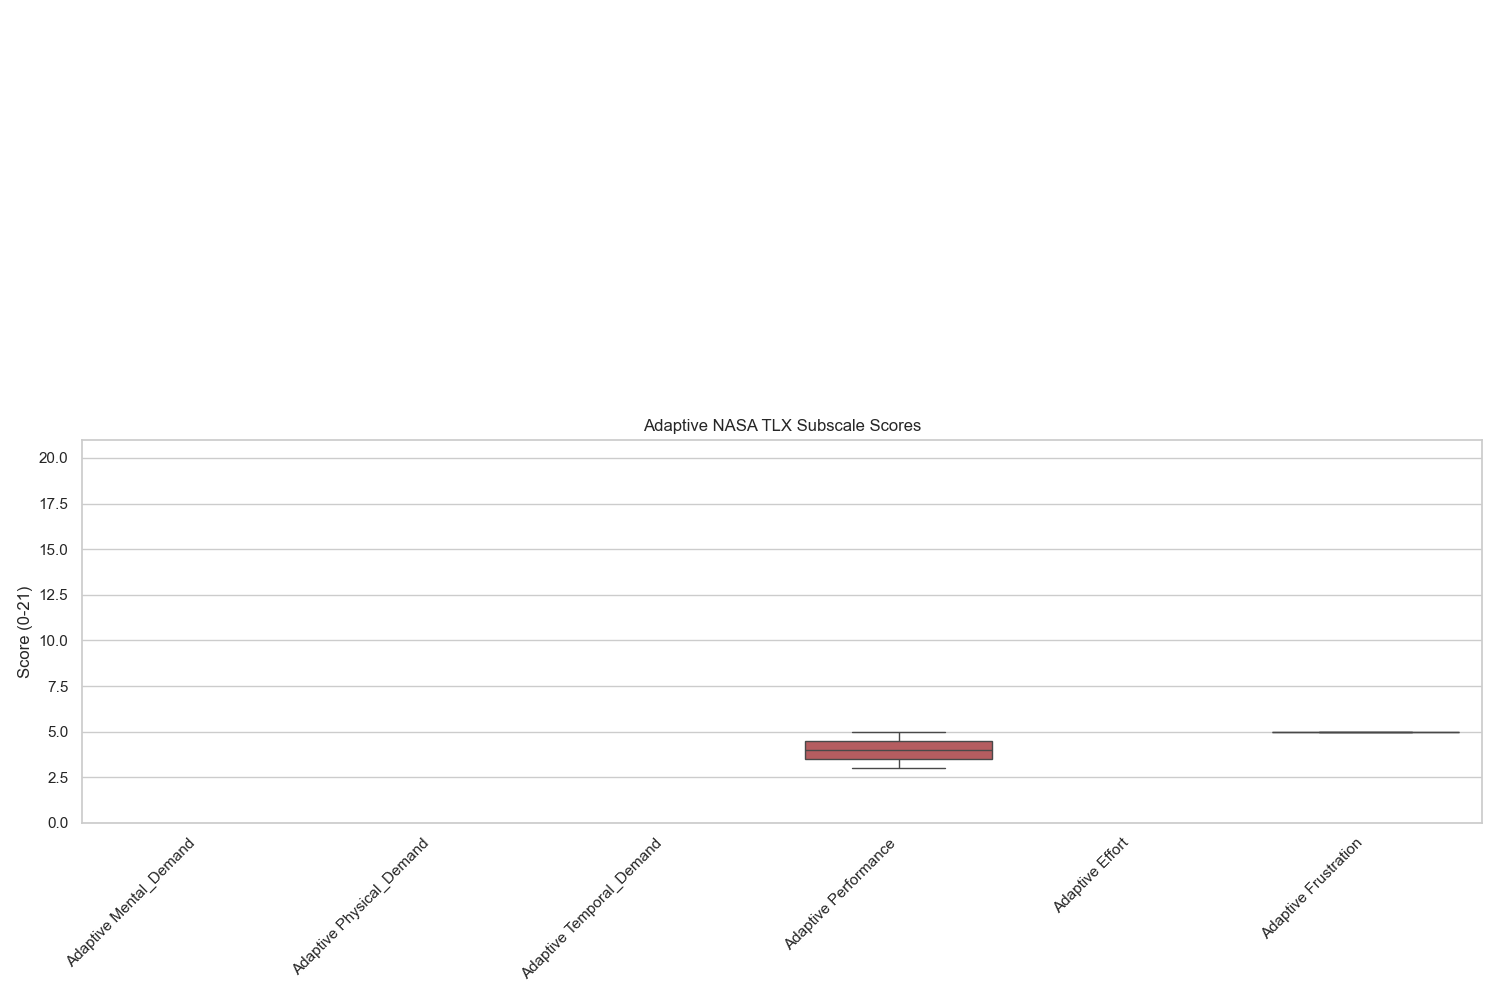 Adaptive NASA TLX Subscale Scores
20.0
17.5
15.0
12.5
10.0
7.5
5.0
2.5
0.0
Score (0-21)
Adaptive Mental_Demand
Adaptive Physical_Demand
Adaptive Temporal_Demand
Adaptive Performance
Adaptive Effort
Adaptive Frustration